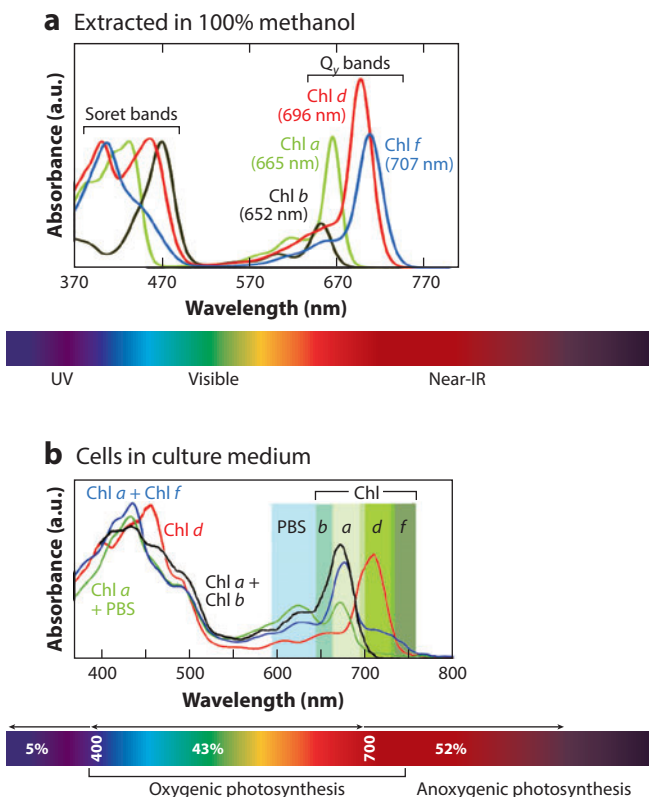 a Extracted in 100% methanol
Qy bands
Soret bands
Chl d
(696 nm)
Chl a
(665 nm)
Chl f
(707 nm)
Chl b
(652 nm)
Absorbance (a.u.)
370 470 570 670 770
Wavelength (nm)
UV Visible Near-IR
b Cells in culture medium
Chl a + Chl f
Chl
Chl d
PBS b a d f
Chl a +
Chl b
Chl a
+ PBS
Absorbance (a.u.)
400 500 600 700 800
Wavelength (nm)
5% 400 43% 700 52%
Oxygenic photosynthesis Anoxygenic photosynthesis